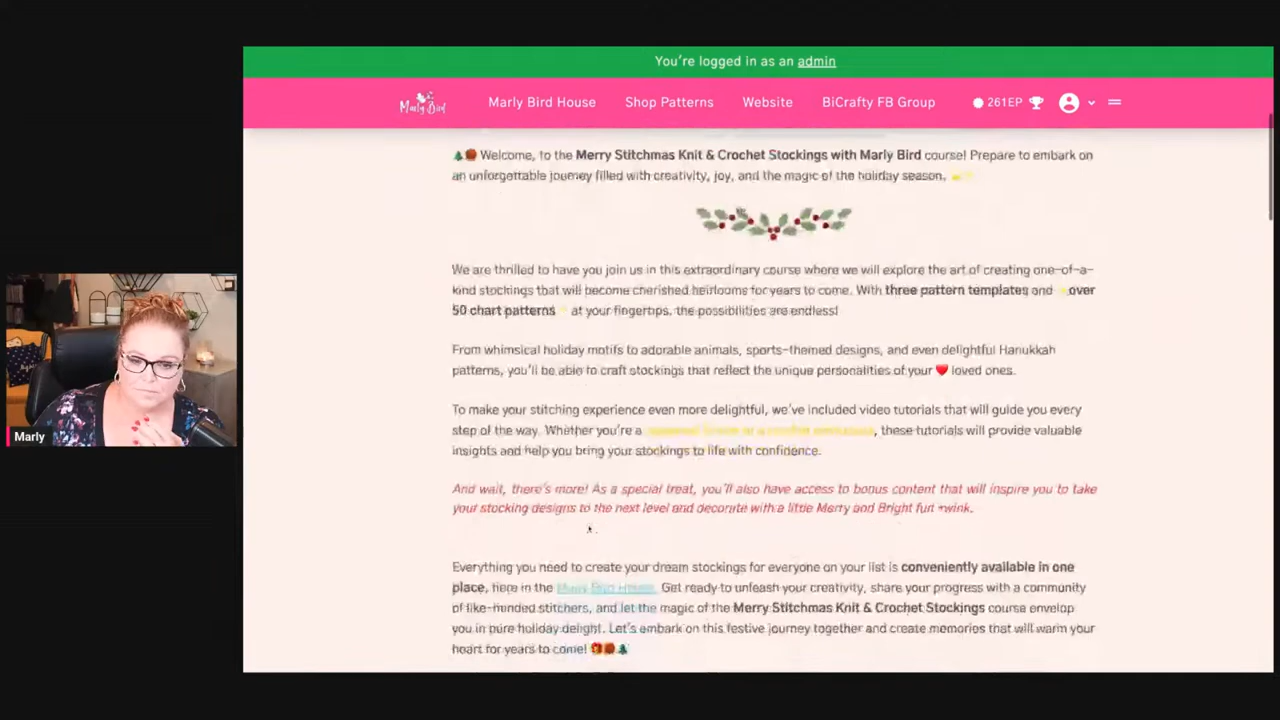 You're logged in as an admin
Marly Bird
Marly Bird House
Shop Patterns
Website
BiCrafty FB Group
261EP
🎄🧶 Welcome, to the Merry Stitchmas Knit & Crochet Stockings with Marly Bird course! Prepare to embark on
an unforgettable journey filled with creativity, joy, and the magic of the holiday season.
We are thrilled to have you join us in this extraordinary course where we will explore the art of creating one-of-a-
kind stockings that will become cherished heirlooms for years to come. With three pattern templates and over
50 chart patterns at your fingertips, the possibilities are endless!
From whimsical holiday motifs to adorable animals, sports-themed designs, and even delightful Hanukkah
patterns, you'll be able to craft stockings that reflect the unique personalities of your ❤️ loved ones.
To make your stitching experience even more delightful, we've included video tutorials that will guide you every
step of the way. Whether you're a , these tutorials will provide valuable
insights and help you bring your stockings to life with confidence.
And wait, there's more! As a special treat, you'll also have access to bonus content that will inspire you to take
your stocking designs to the next level and decorate with a little Merry and Bright fun *wink.
Everything you need to create your dream stockings for everyone on your list is conveniently available in one
place, here in the Marly Bird House. Get ready to unleash your creativity, share your progress with a community
of like-minded stitchers, and let the magic of the Merry Stitchmas Knit & Crochet Stockings course envelop
you in pure holiday delight. Let's embark on this festive journey together and create memories that will warm your
heart for years to come! 🎁🧶🎄
Marly